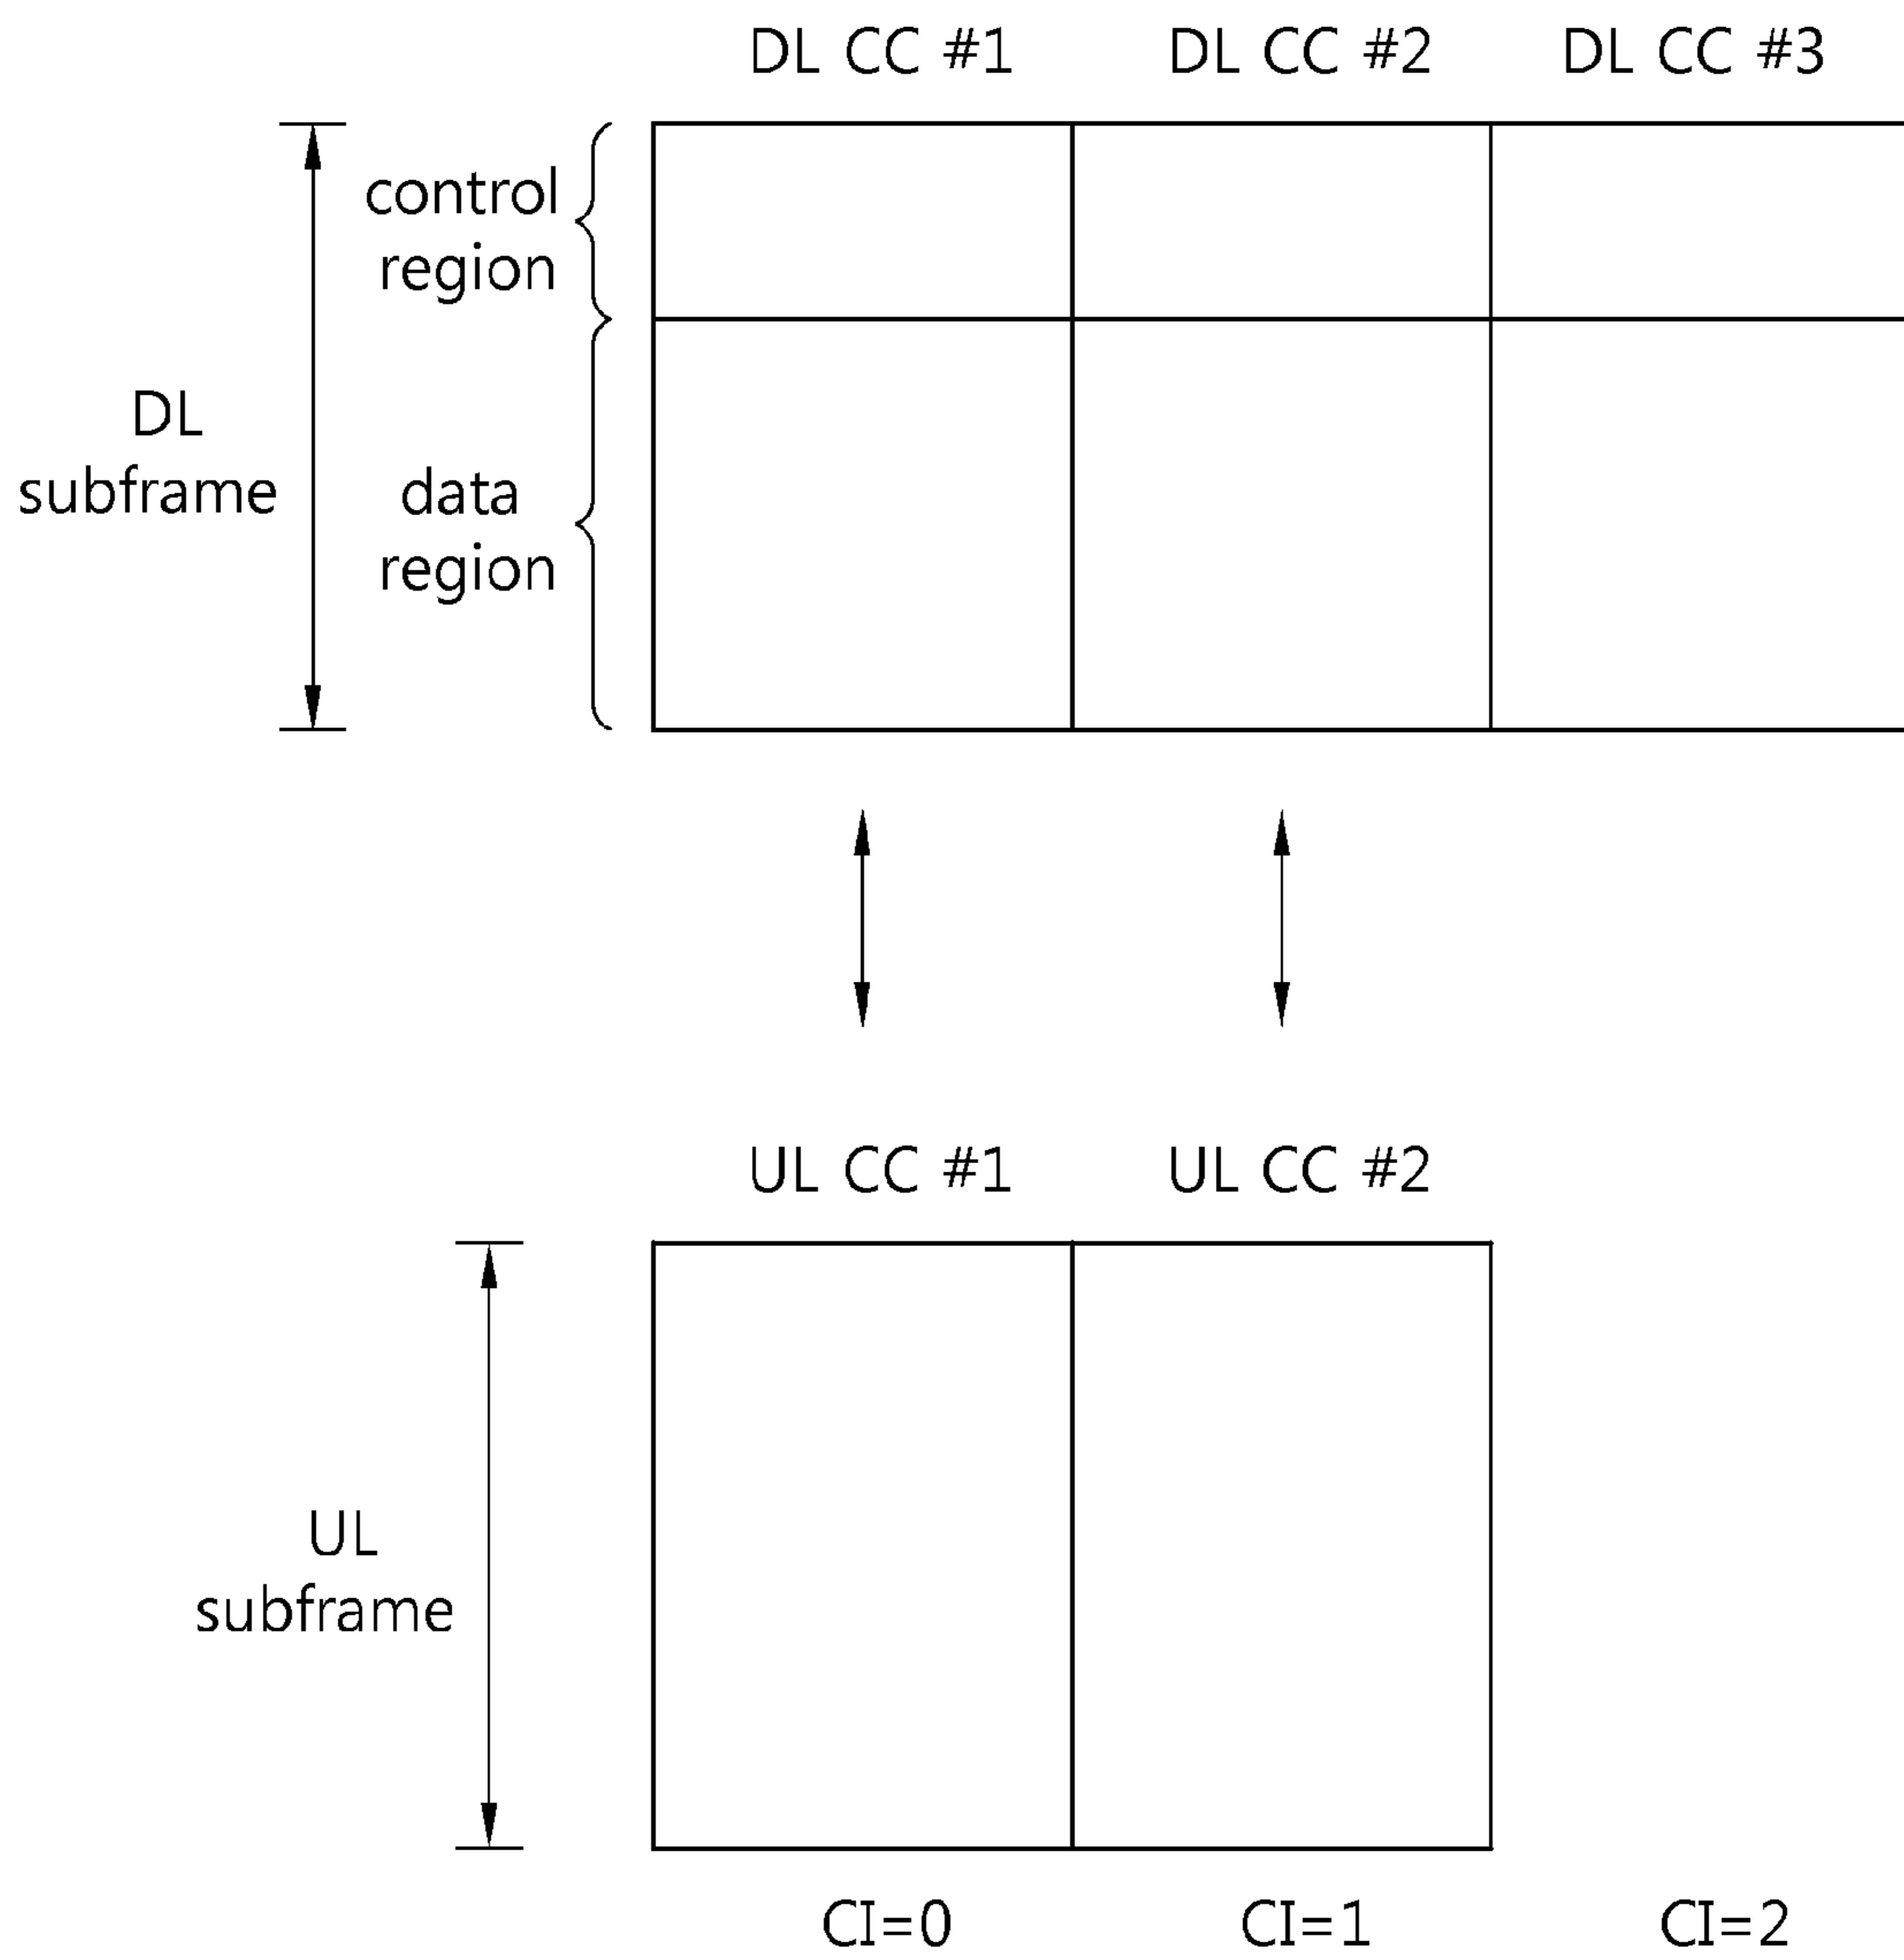 DL CC #1 DL CC #2 DL CC #3
control
region
DL
subframe
data
region
UL CC #1 UL CC #2
UL
subframe
CI=0 CI=1 CI=2